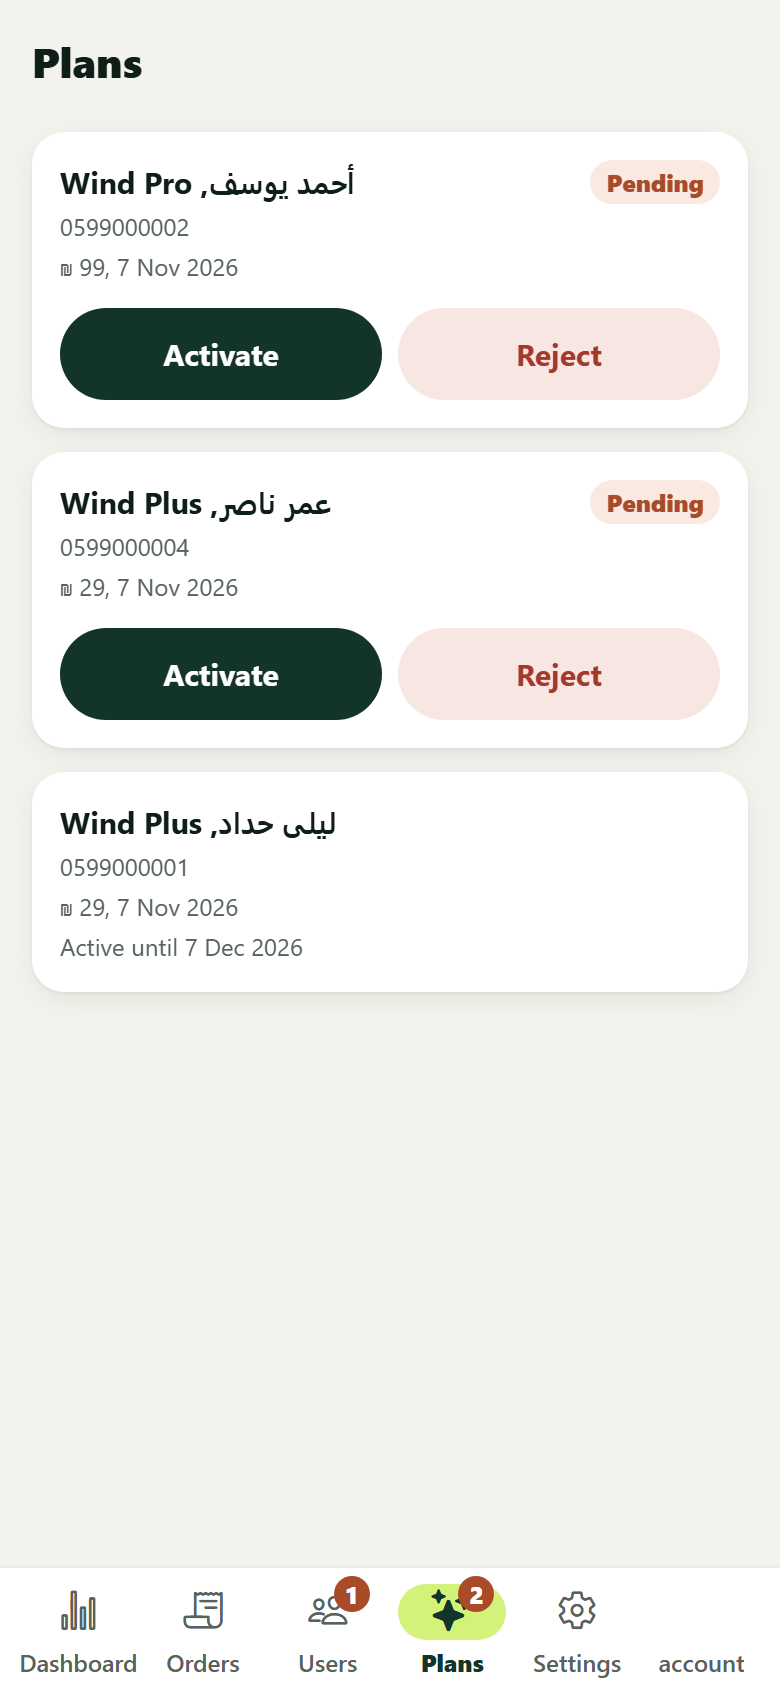 Plans
Wind Pro ,أحمد يوسف
Pending
0599000002
₪ 99, 7 Nov 2026
Activate
Reject
Wind Plus ,عمر ناصر
Pending
0599000004
₪ 29, 7 Nov 2026
Activate
Reject
Wind Plus ,ليلى حداد
0599000001
₪ 29, 7 Nov 2026
Active until 7 Dec 2026
1
2
Dashboard
Orders
Users
Plans
Settings
account